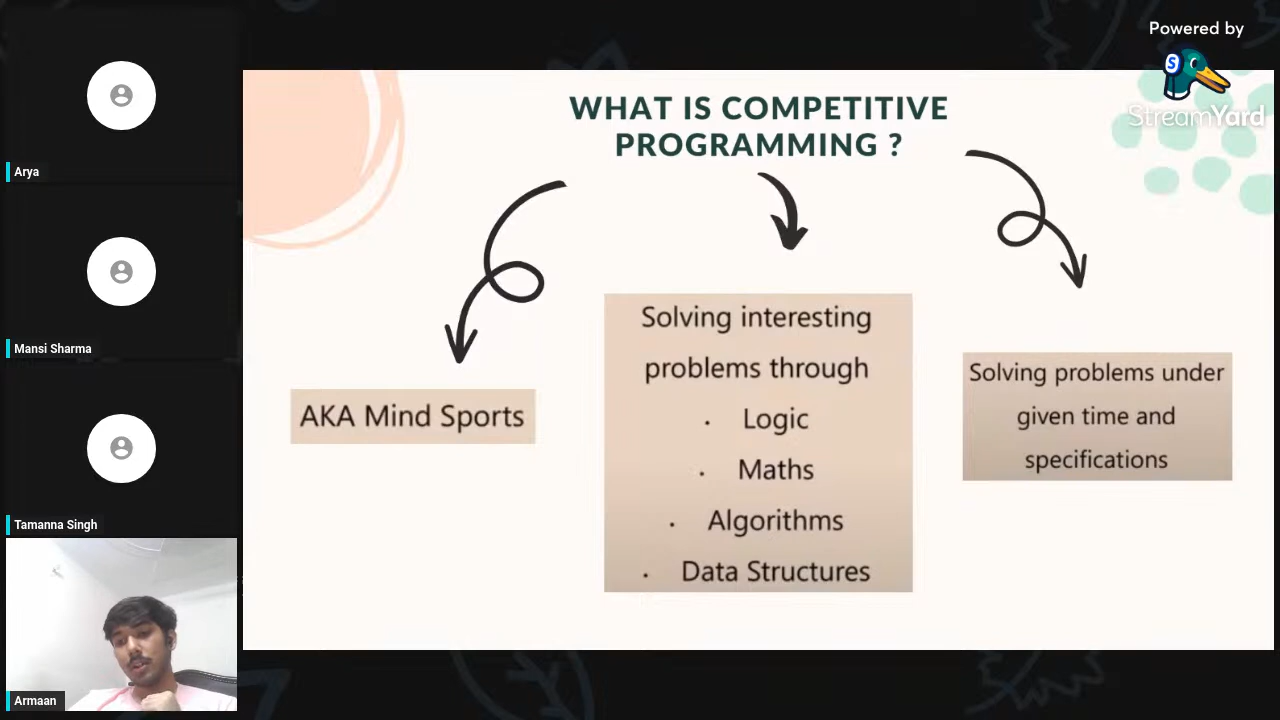 Powered by
StreamYard
Arya
Mansi Sharma
Tamanna Singh
Armaan
WHAT IS COMPETITIVE
PROGRAMMING ?
AKA Mind Sports
Solving interesting
problems through
· Logic
· Maths
· Algorithms
· Data Structures
Solving problems under
given time and
specifications